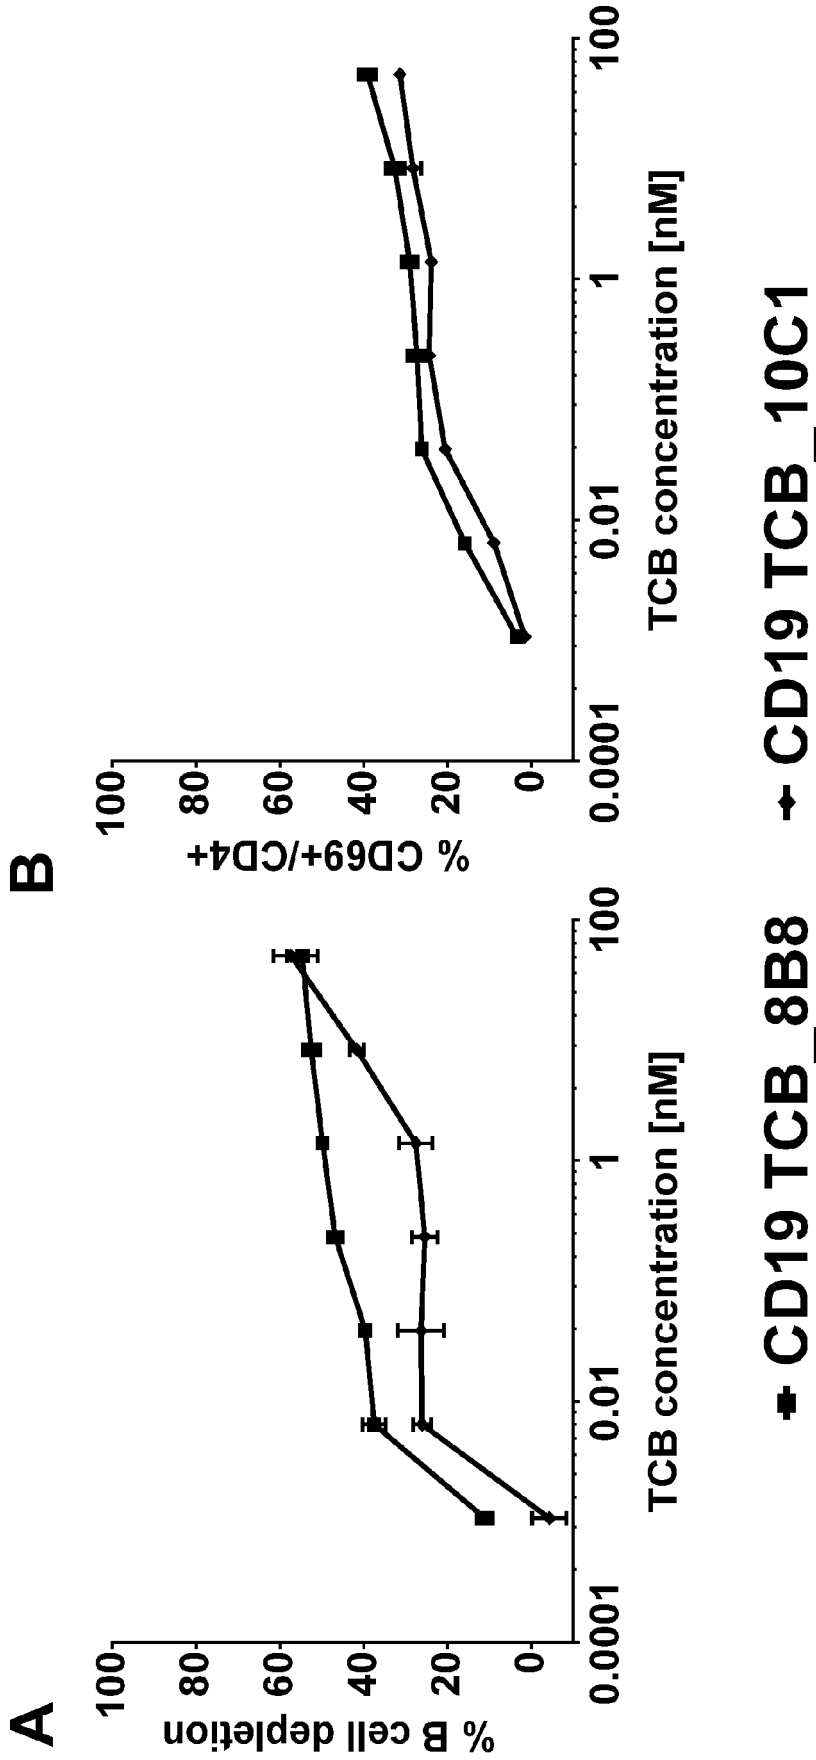 A
% B cell depletion
100
80
60
40
20
0
0.0001
0.01
1
100
TCB concentration [nM]
B
% CD69+/CD4+
100
80
60
40
20
0
0.0001
0.01
1
100
TCB concentration [nM]
CD19 TCB_8B8
CD19 TCB_10C1